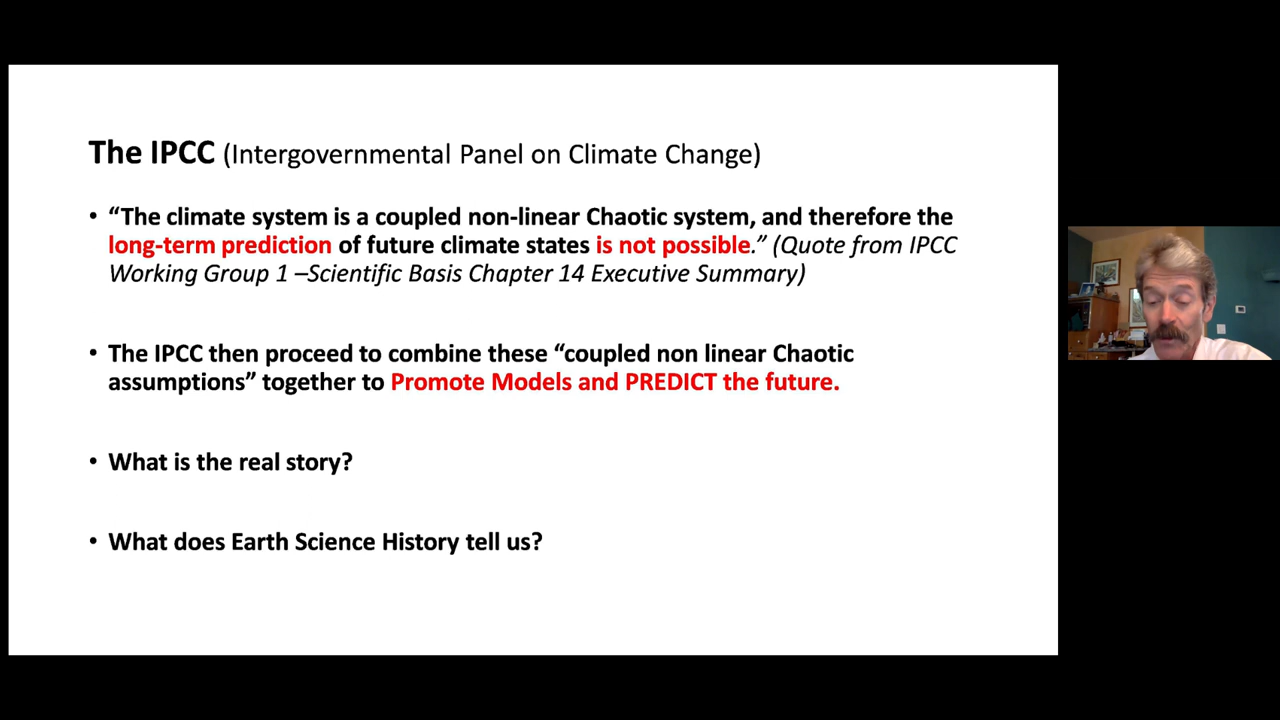 The IPCC (Intergovernmental Panel on Climate Change)
• “The climate system is a coupled non-linear Chaotic system, and therefore the
long-term prediction of future climate states is not possible.” (Quote from IPCC
Working Group 1 –Scientific Basis Chapter 14 Executive Summary)
• The IPCC then proceed to combine these “coupled non linear Chaotic
assumptions” together to Promote Models and PREDICT the future.
• What is the real story?
• What does Earth Science History tell us?